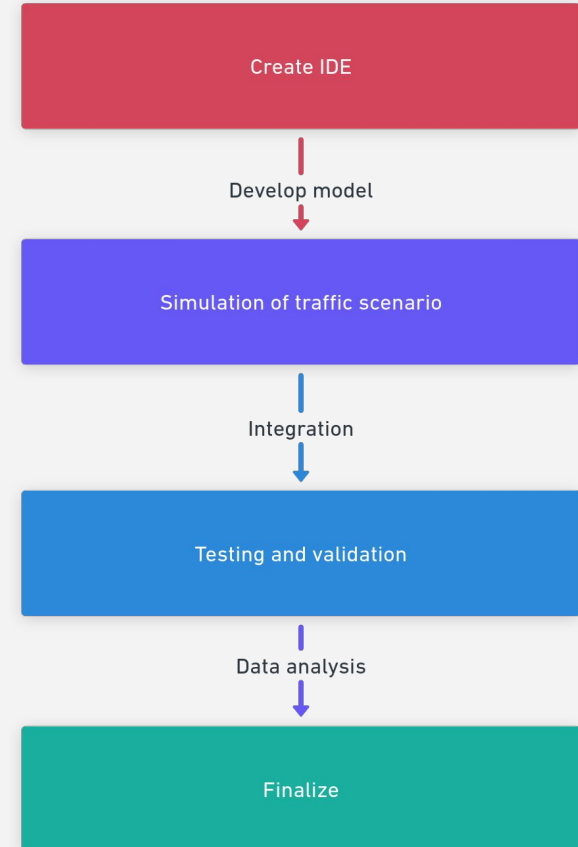 Create IDE
Develop model
Simulation of traffic scenario
Integration
Testing and validation
Data analysis
Finalize